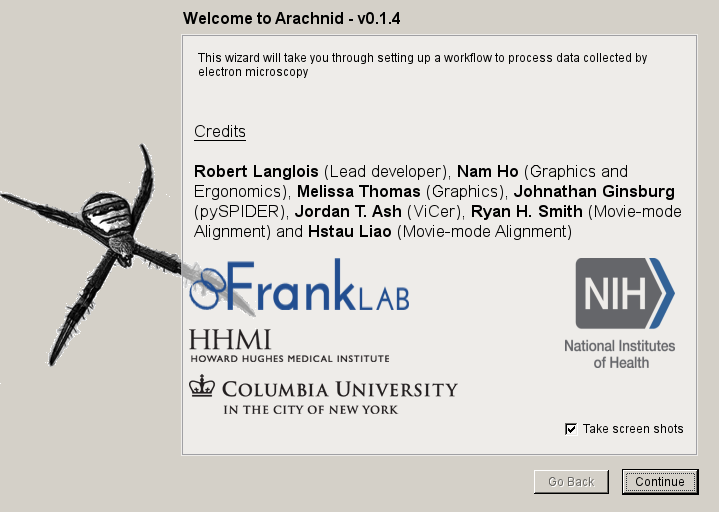 Welcome to Arachnid - v0.1.4
This wizard will take you through setting up a workflow to process data collected by
electron microscopy
Credits
Robert Langlois (Lead developer), Nam Ho (Graphics and
Ergonomics), Melissa Thomas (Graphics), Johnathan Ginsburg
(pySPIDER), Jordan T. Ash (ViCer), Ryan H. Smith (Movie-mode
Alignment) and Hstau Liao (Movie-mode Alignment)
FRANKLAB
NIH
HHMI
HOWARD HUGHES MEDICAL INSTITUTE
National Institutes
of Health
COLUMBIA UNIVERSITY
IN THE CITY OF NEW YORK
Take screen shots
Go Back
Continue